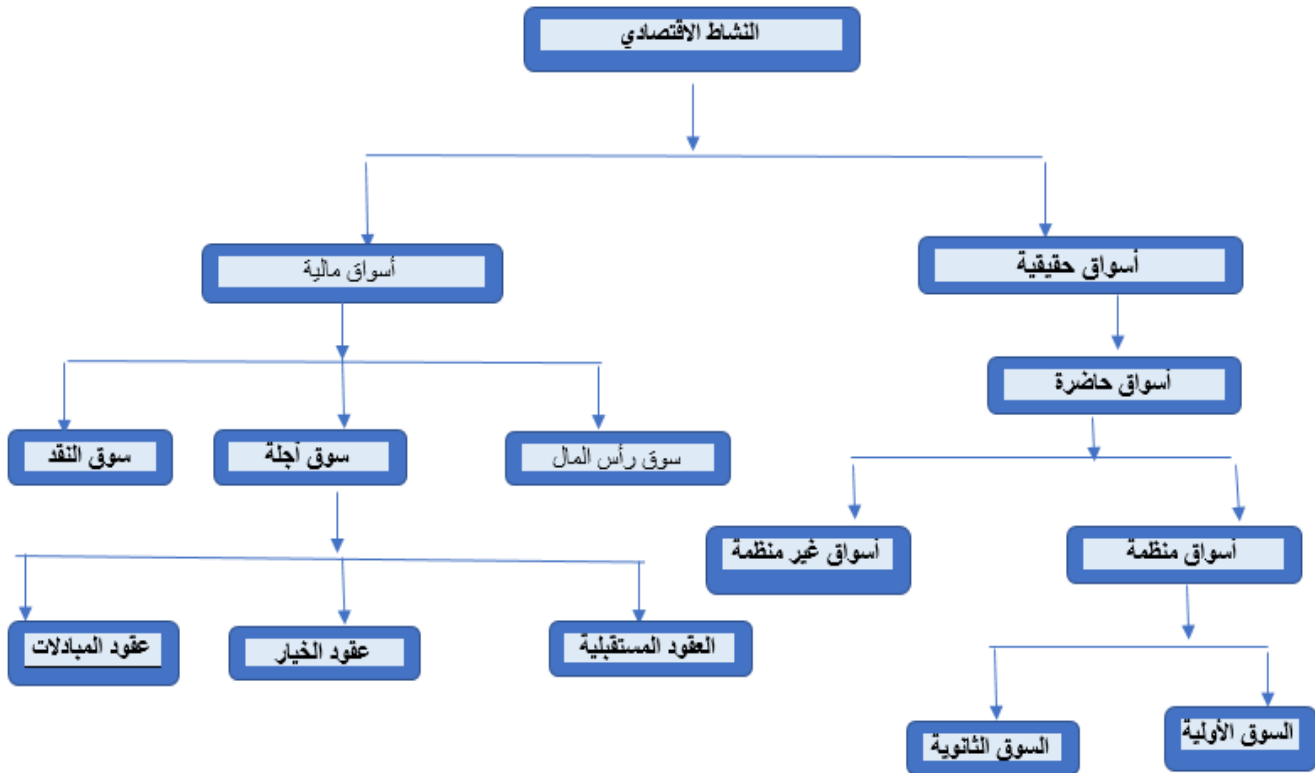 النشاط الاقتصادي
أسواق حقيقية
أسواق مالية
أسواق حاضرة
سوق رأس المال
سوق آجلة
سوق النقد
أسواق منظمة
أسواق غير منظمة
العقود المستقبلية
عقود الخيار
عقود المبادلات
السوق الأولية
السوق الثانوية